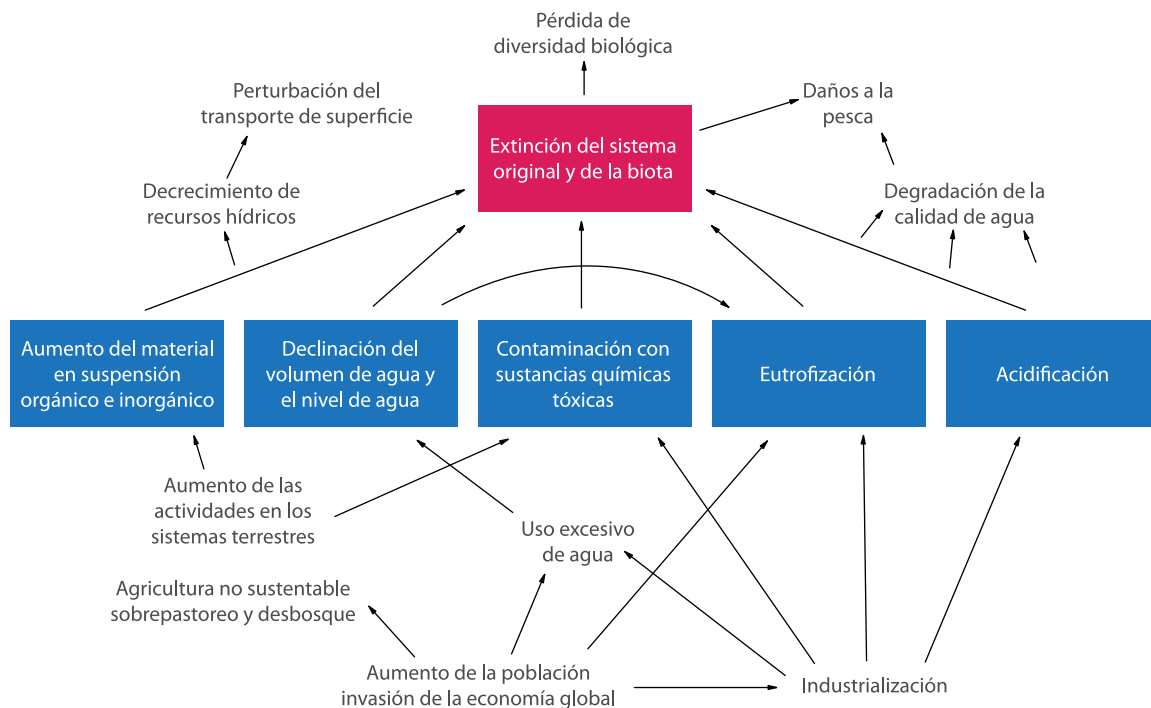 Pérdida de
diversidad biológica
Perturbación del
transporte de superficie
Daños a la
pesca
Extinción del sistema
original y de la biota
Decrecimiento de
recursos hídricos
Degradación de la
calidad de agua
Aumento del material
en suspensión
orgánico e inorgánico
Declinación del
volumen de agua y
el nivel de agua
Contaminación con
sustancias químicas
tóxicas
Eutrofización
Acidificación
Aumento de las
actividades en los
sistemas terrestres
Uso excesivo
de agua
Agricultura no sustentable
sobrepastoreo y desbosque
Aumento de la población
invasión de la economía global
Industrialización